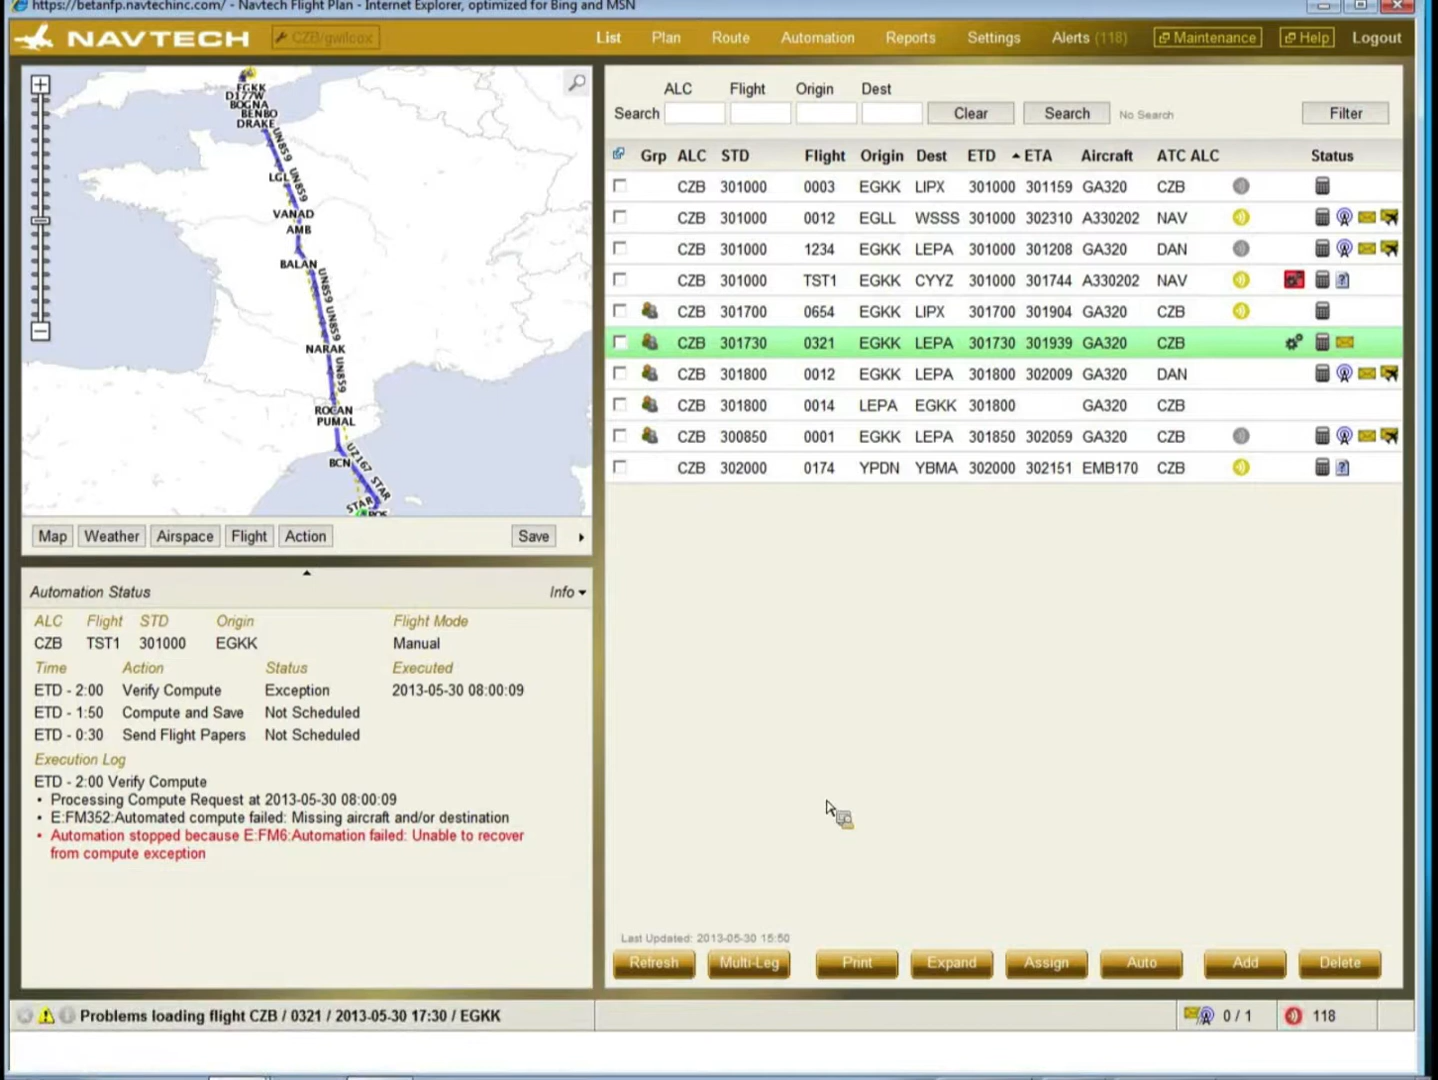 https://betanfp.navtechinc.com/ - Navtech Flight Plan - Internet Explorer, optimized for Bing and MSN
NAVTECH CZB/gwilcox List Plan Route Automation Reports Settings Alerts (118) Maintenance Help Logout
EGKK
D177W
BOGNA
BENBO
DRAKE
UN859
UN859
LGL
VANAD
AMB
BALAN
UN859 UN859
NARAK
UN859
ROCAN
PUMAL
BCN
UZ167
STAR
STAR
POS
Map Weather Airspace Flight Action Save
Automation Status Info
ALC Flight STD Origin Flight Mode
CZB TST1 301000 EGKK Manual
Time Action Status Executed
ETD - 2:00 Verify Compute Exception 2013-05-30 08:00:09
ETD - 1:50 Compute and Save Not Scheduled
ETD - 0:30 Send Flight Papers Not Scheduled
Execution Log
ETD - 2:00 Verify Compute
• Processing Compute Request at 2013-05-30 08:00:09
• E:FM352:Automated compute failed: Missing aircraft and/or destination
• Automation stopped because E:FM6:Automation failed: Unable to recover
from compute exception
ALC Flight Origin Dest
Search Clear Search No Search Filter
Grp ALC STD Flight Origin Dest ETD ETA Aircraft ATC ALC Status
CZB 301000 0003 EGKK LIPX 301000 301159 GA320 CZB
CZB 301000 0012 EGLL WSSS 301000 302310 A330202 NAV
CZB 301000 1234 EGKK LEPA 301000 301208 GA320 DAN
CZB 301000 TST1 EGKK CYYZ 301000 301744 A330202 NAV
CZB 301700 0654 EGKK LIPX 301700 301904 GA320 CZB
CZB 301730 0321 EGKK LEPA 301730 301939 GA320 CZB
CZB 301800 0012 EGKK LEPA 301800 302009 GA320 DAN
CZB 301800 0014 LEPA EGKK 301800 GA320 CZB
CZB 300850 0001 EGKK LEPA 301850 302059 GA320 CZB
CZB 302000 0174 YPDN YBMA 302000 302151 EMB170 CZB
Last Updated: 2013-05-30 15:50
Refresh Multi-Leg Print Expand Assign Auto Add Delete
Problems loading flight CZB / 0321 / 2013-05-30 17:30 / EGKK 0 / 1 118